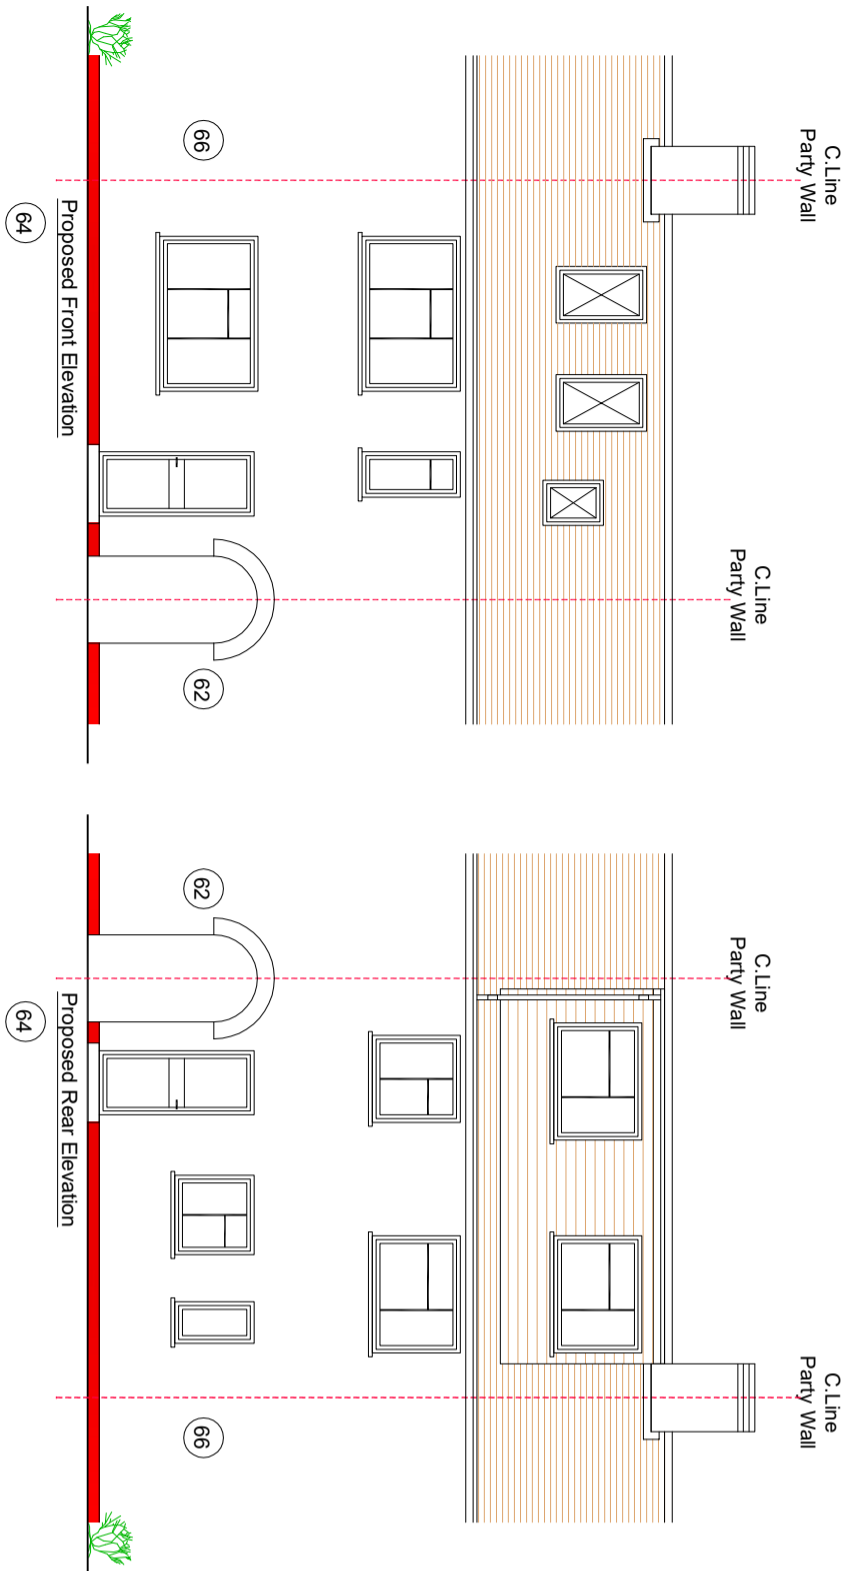 C.Line
Party Wall
C.Line
Party Wall
66
62
Proposed Front Elevation
64
C.Line
Party Wall
C.Line
Party Wall
62
66
Proposed Rear Elevation
64